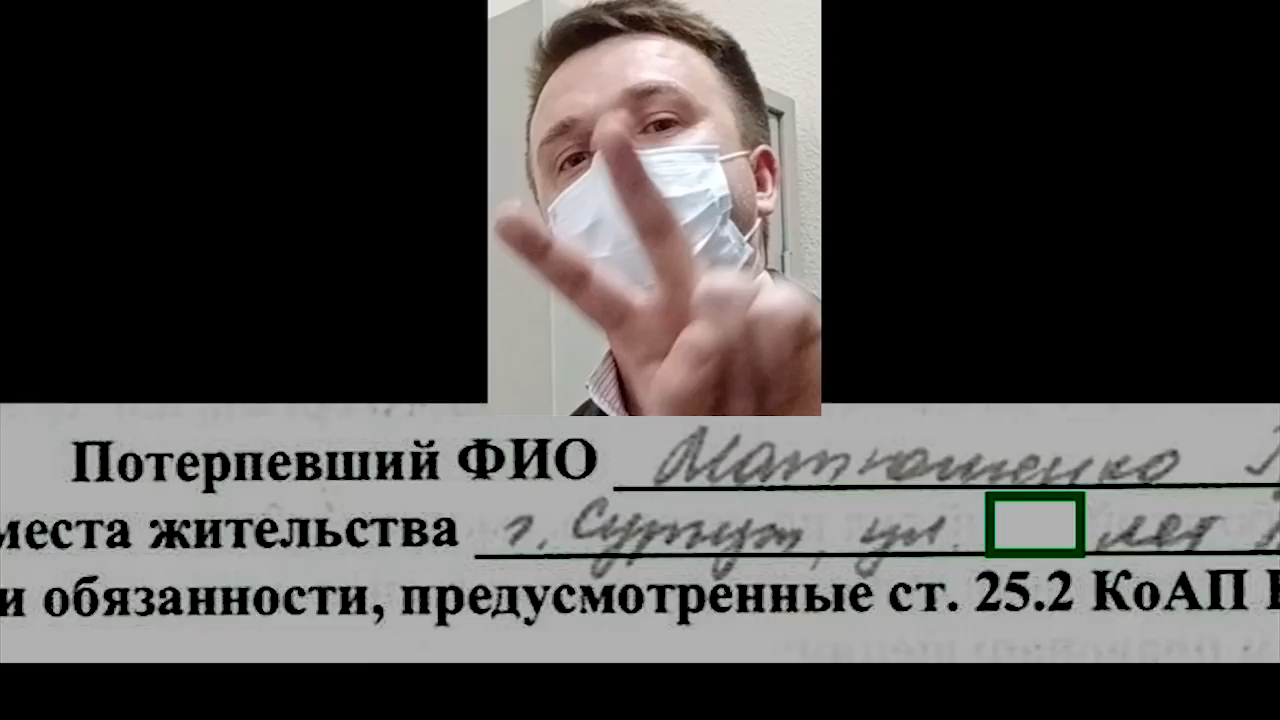 Потерпевший ФИО Матюшенко
места жительства г. Сургут, ул. лет
и обязанности, предусмотренные ст. 25.2 КоАП